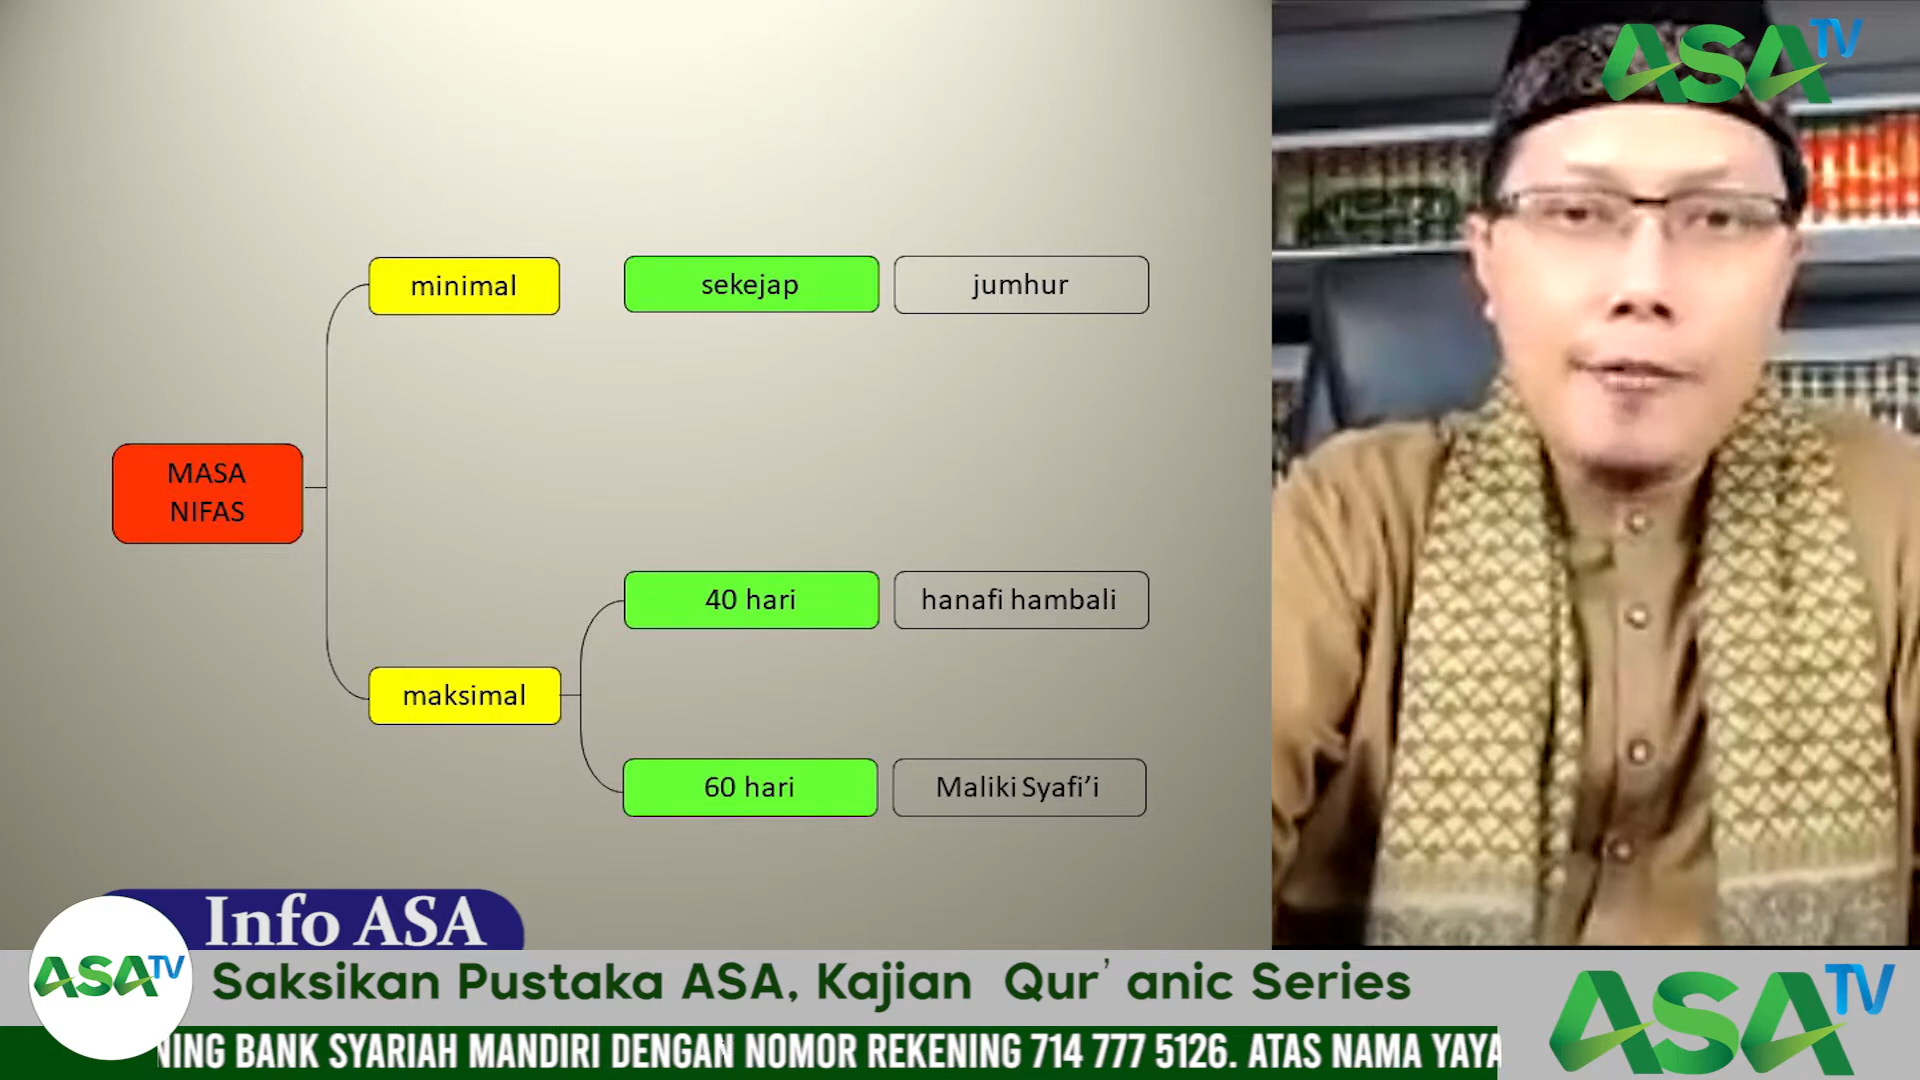 ASA TV
minimal
sekejap
jumhur
MASA
NIFAS
40 hari
hanafi hambali
maksimal
60 hari
Maliki Syafi’i
Info ASA
ASA TV
Saksikan Pustaka ASA, Kajian Qur’ anic Series
ASA TV
NING BANK SYARIAH MANDIRI DENGAN NOMOR REKENING 714 777 5126. ATAS NAMA YAYA